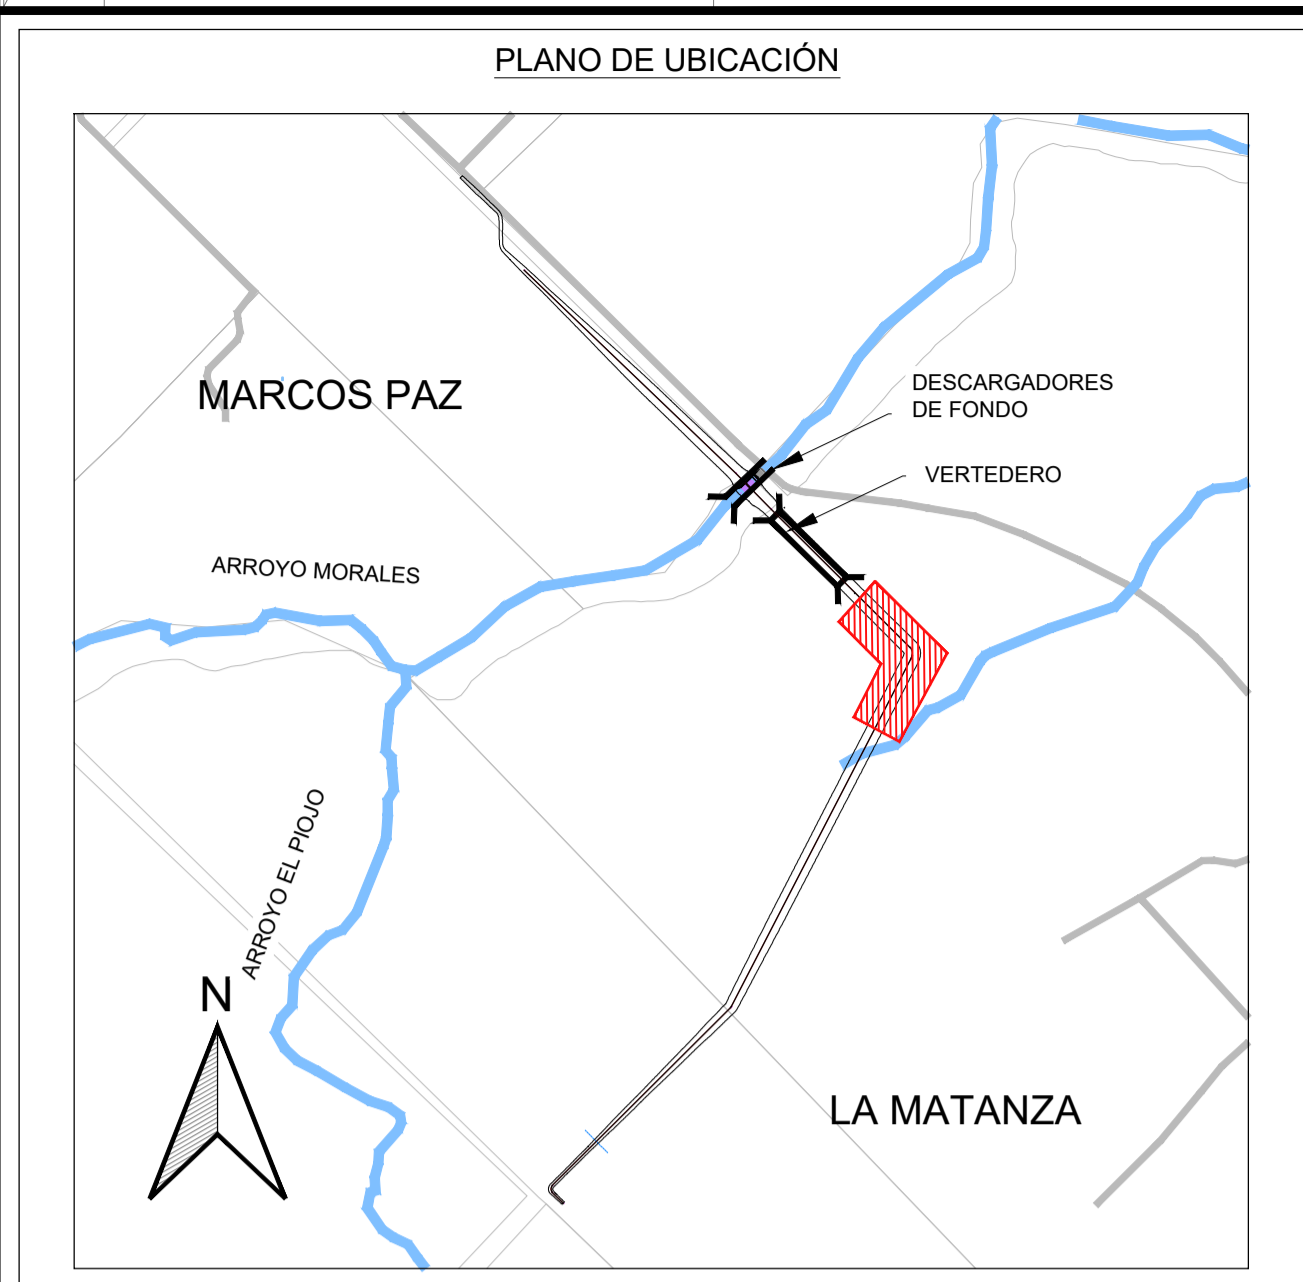 PLANO DE UBICACIÓN
MARCOS PAZ
DESCARGADORES
DE FONDO
VERTEDERO
ARROYO MORALES
ARROYO EL PIOJO
N
LA MATANZA